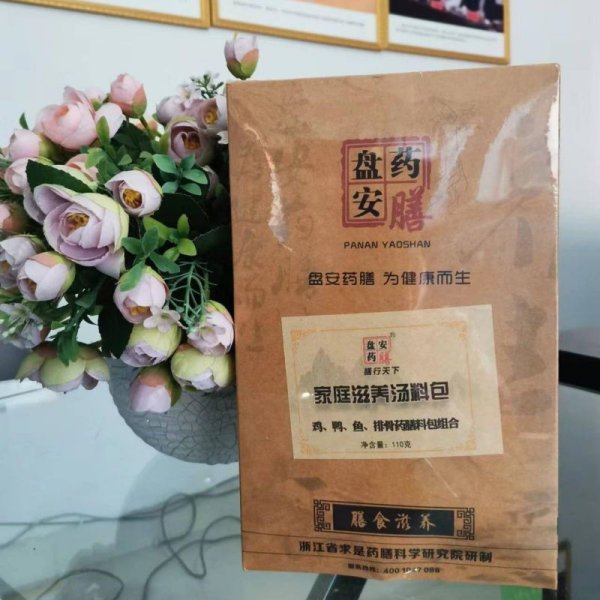 盘安药膳
PANAN YAOSHAN
盘安药膳 为健康而生
盘安药膳
膳行天下
家庭滋养汤料包
鸡、鸭、鱼、排骨药膳料包组合
净含量：110克
膳食滋养
浙江省求是药膳科学研究院研制